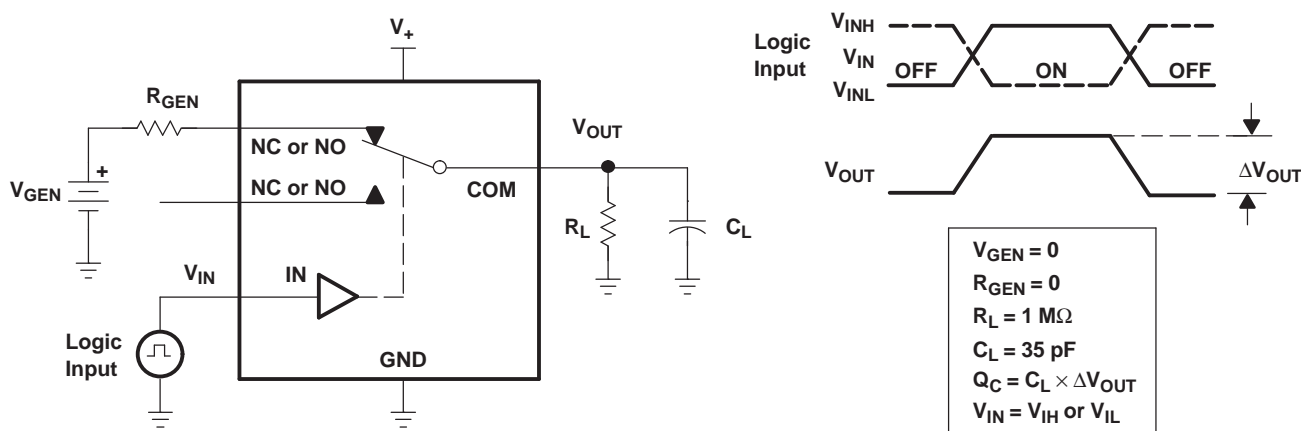 V+
RGEN
NC or NO
VOUT
VGEN
+
NC or NO
COM
RL
CL
VIN
IN
Logic
Input
GND
Logic
Input
VINH
VIN
VINL
OFF
ON
OFF
VOUT
ΔVOUT
VGEN = 0
RGEN = 0
RL = 1 MΩ
CL = 35 pF
QC = CL × ΔVOUT
VIN = VIH or VIL